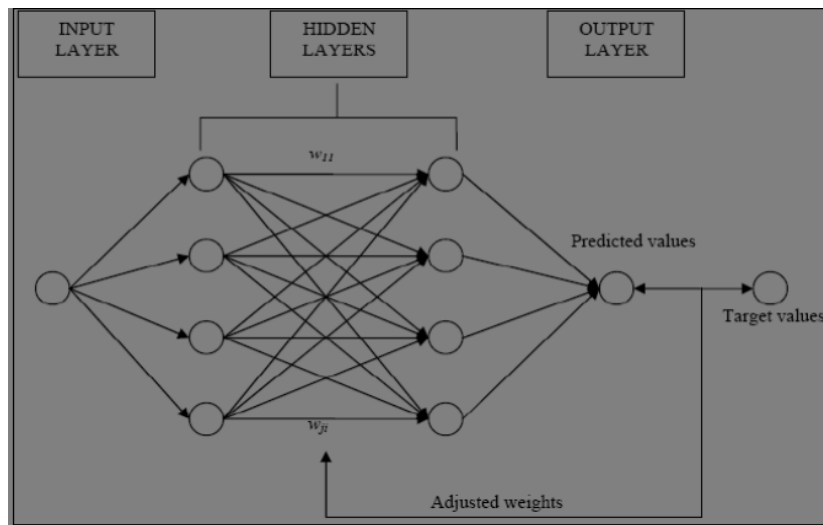 INPUT
LAYER
HIDDEN
LAYERS
OUTPUT
LAYER
w11
Predicted values
Target values
wji
Adjusted weights